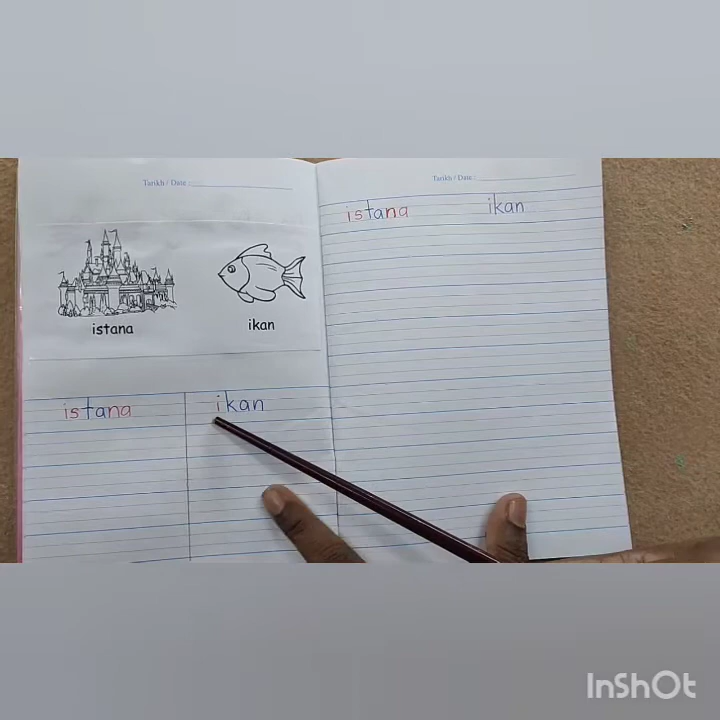 Tarikh / Date :
istana ikan
istana ikan
Tarikh / Date :
istana ikan
InShOt